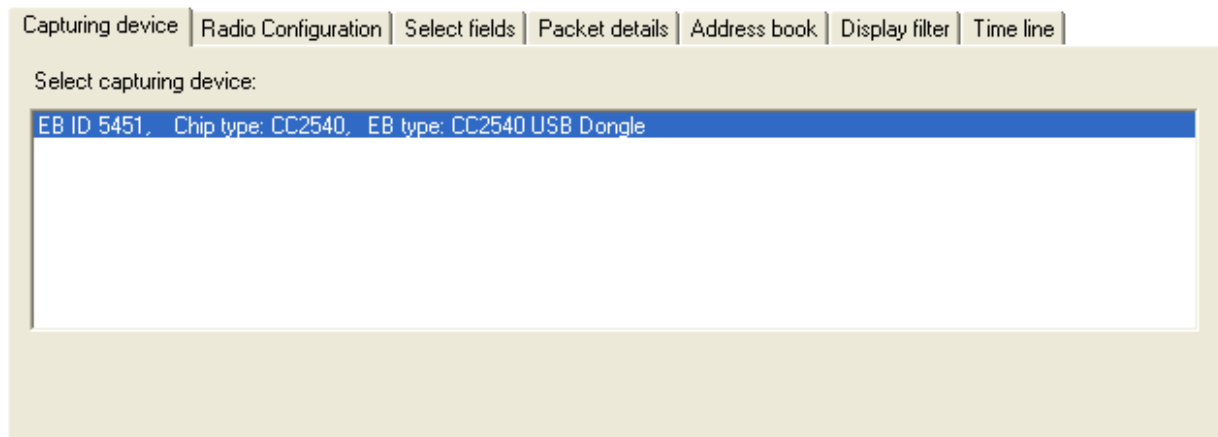 Capturing device Radio Configuration Select fields Packet details Address book Display filter Time line
Select capturing device:
EB ID 5451, Chip type: CC2540, EB type: CC2540 USB Dongle